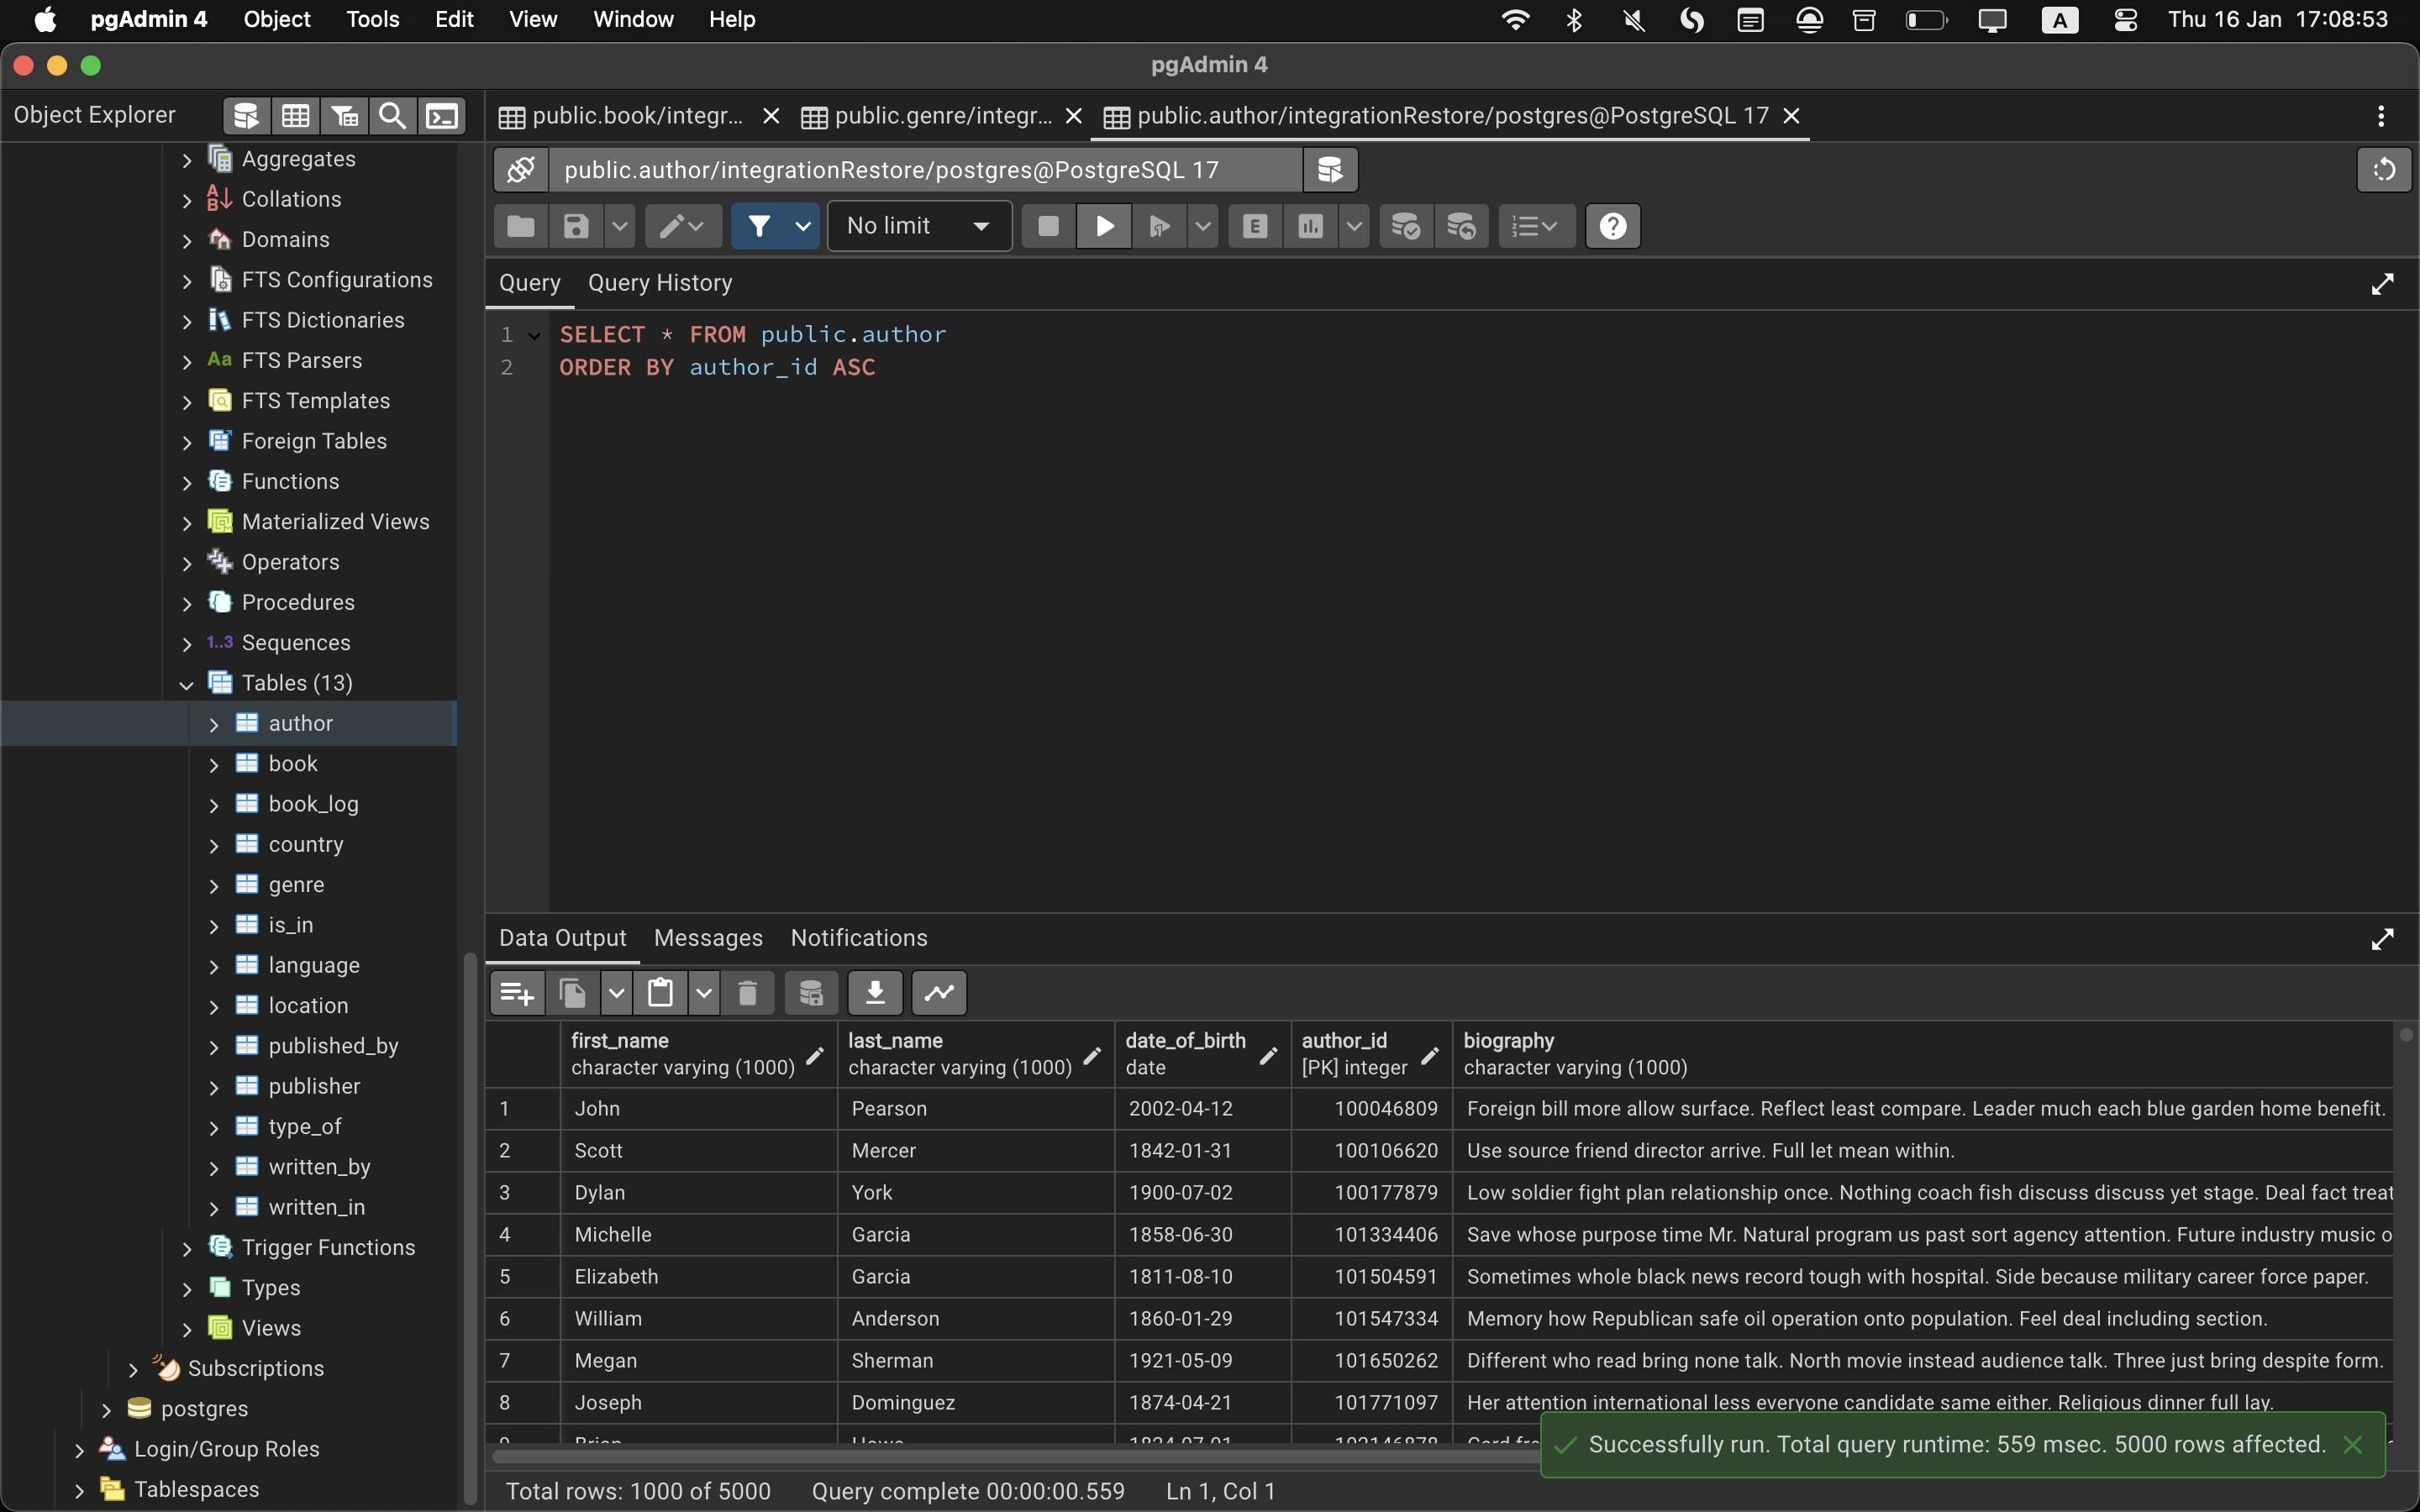 pgAdmin 4 Object Tools Edit View Window Help A Thu 16 Jan 17:08:53
pgAdmin 4
Object Explorer
Aggregates
Collations
Domains
FTS Configurations
FTS Dictionaries
Aa FTS Parsers
FTS Templates
Foreign Tables
Functions
Materialized Views
Operators
Procedures
1..3 Sequences
Tables (13)
author
book
book_log
country
genre
is_in
language
location
published_by
publisher
type_of
written_by
written_in
Trigger Functions
Types
Views
Subscriptions
postgres
Login/Group Roles
Tablespaces
public.book/integr... public.genre/integr... public.author/integrationRestore/postgres@PostgreSQL 17
public.author/integrationRestore/postgres@PostgreSQL 17
No limit E
Query Query History
1 SELECT * FROM public.author
2 ORDER BY author_id ASC
Data Output Messages Notifications
first_name last_name date_of_birth author_id biography
character varying (1000) character varying (1000) date [PK] integer character varying (1000)
1 John Pearson 2002-04-12 100046809 Foreign bill more allow surface. Reflect least compare. Leader much each blue garden home benefit.
2 Scott Mercer 1842-01-31 100106620 Use source friend director arrive. Full let mean within.
3 Dylan York 1900-07-02 100177879 Low soldier fight plan relationship once. Nothing coach fish discuss discuss yet stage. Deal fact treat
4 Michelle Garcia 1858-06-30 101334406 Save whose purpose time Mr. Natural program us past sort agency attention. Future industry music o
5 Elizabeth Garcia 1811-08-10 101504591 Sometimes whole black news record tough with hospital. Side because military career force paper.
6 William Anderson 1860-01-29 101547334 Memory how Republican safe oil operation onto population. Feel deal including section.
7 Megan Sherman 1921-05-09 101650262 Different who read bring none talk. North movie instead audience talk. Three just bring despite form.
8 Joseph Dominguez 1874-04-21 101771097 Her attention international less everyone candidate same either. Religious dinner full lay.
Successfully run. Total query runtime: 559 msec. 5000 rows affected.
Total rows: 1000 of 5000 Query complete 00:00:00.559 Ln 1, Col 1